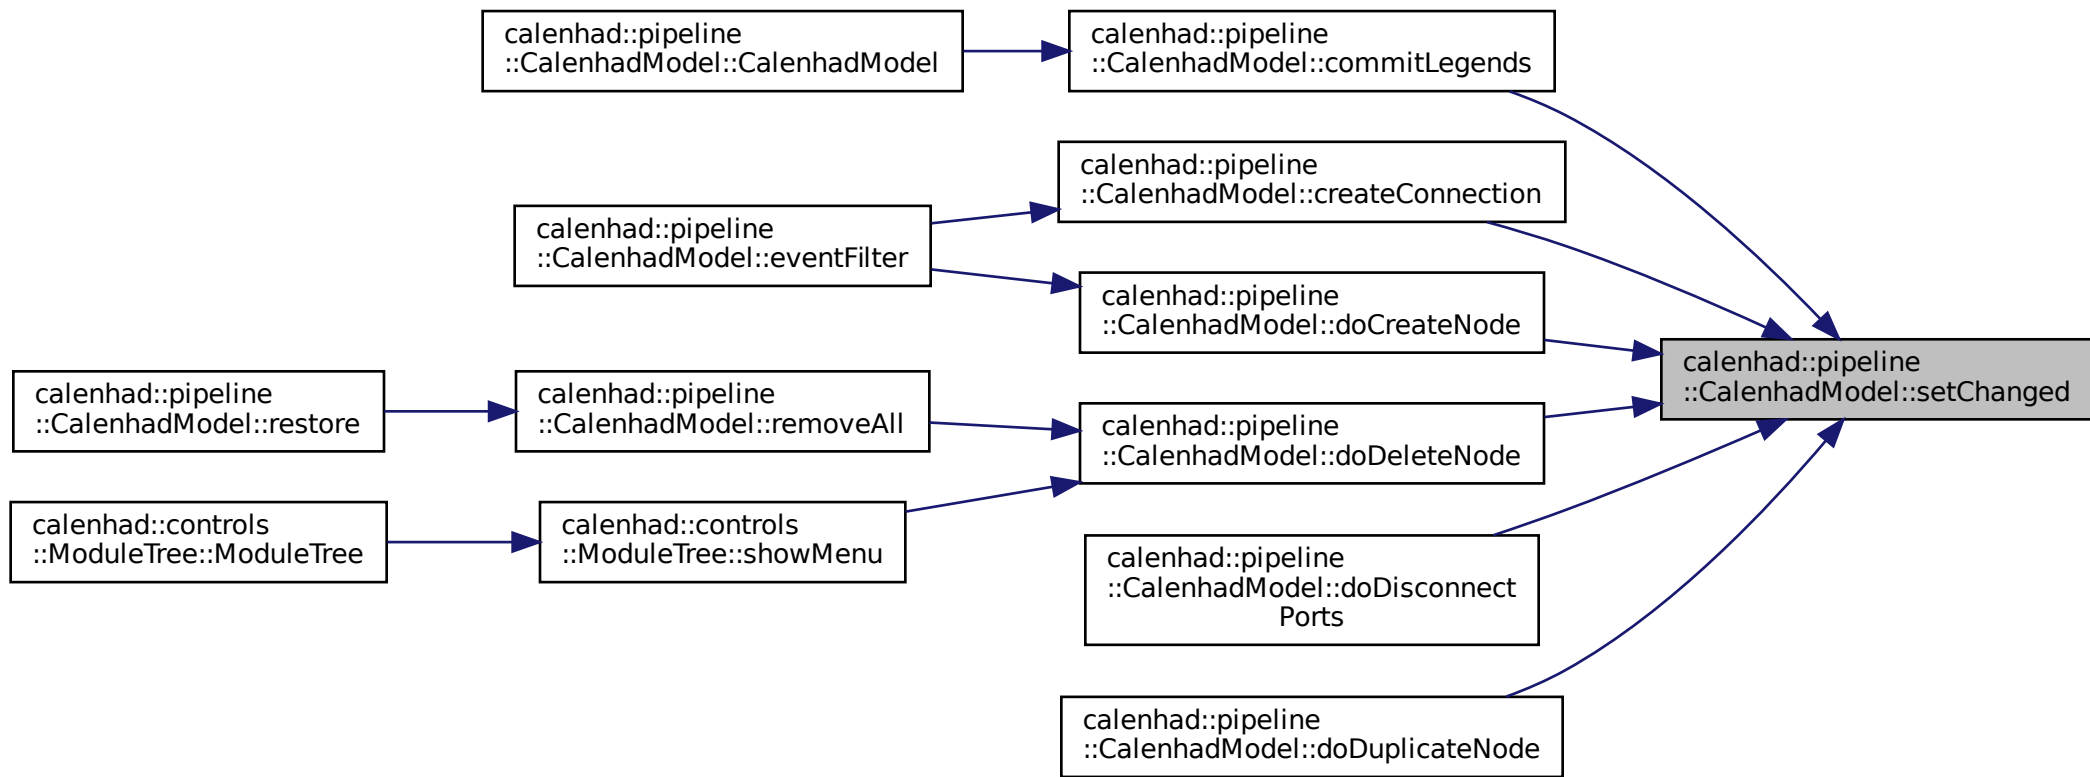 calenhad::pipeline
::CalenhadModel::CalenhadModel
calenhad::pipeline
::CalenhadModel::commitLegends
calenhad::pipeline
::CalenhadModel::createConnection
calenhad::pipeline
::CalenhadModel::eventFilter
calenhad::pipeline
::CalenhadModel::doCreateNode
calenhad::pipeline
::CalenhadModel::setChanged
calenhad::pipeline
::CalenhadModel::restore
calenhad::pipeline
::CalenhadModel::removeAll
calenhad::pipeline
::CalenhadModel::doDeleteNode
calenhad::controls
::ModuleTree::ModuleTree
calenhad::controls
::ModuleTree::showMenu
calenhad::pipeline
::CalenhadModel::doDisconnect
Ports
calenhad::pipeline
::CalenhadModel::doDuplicateNode